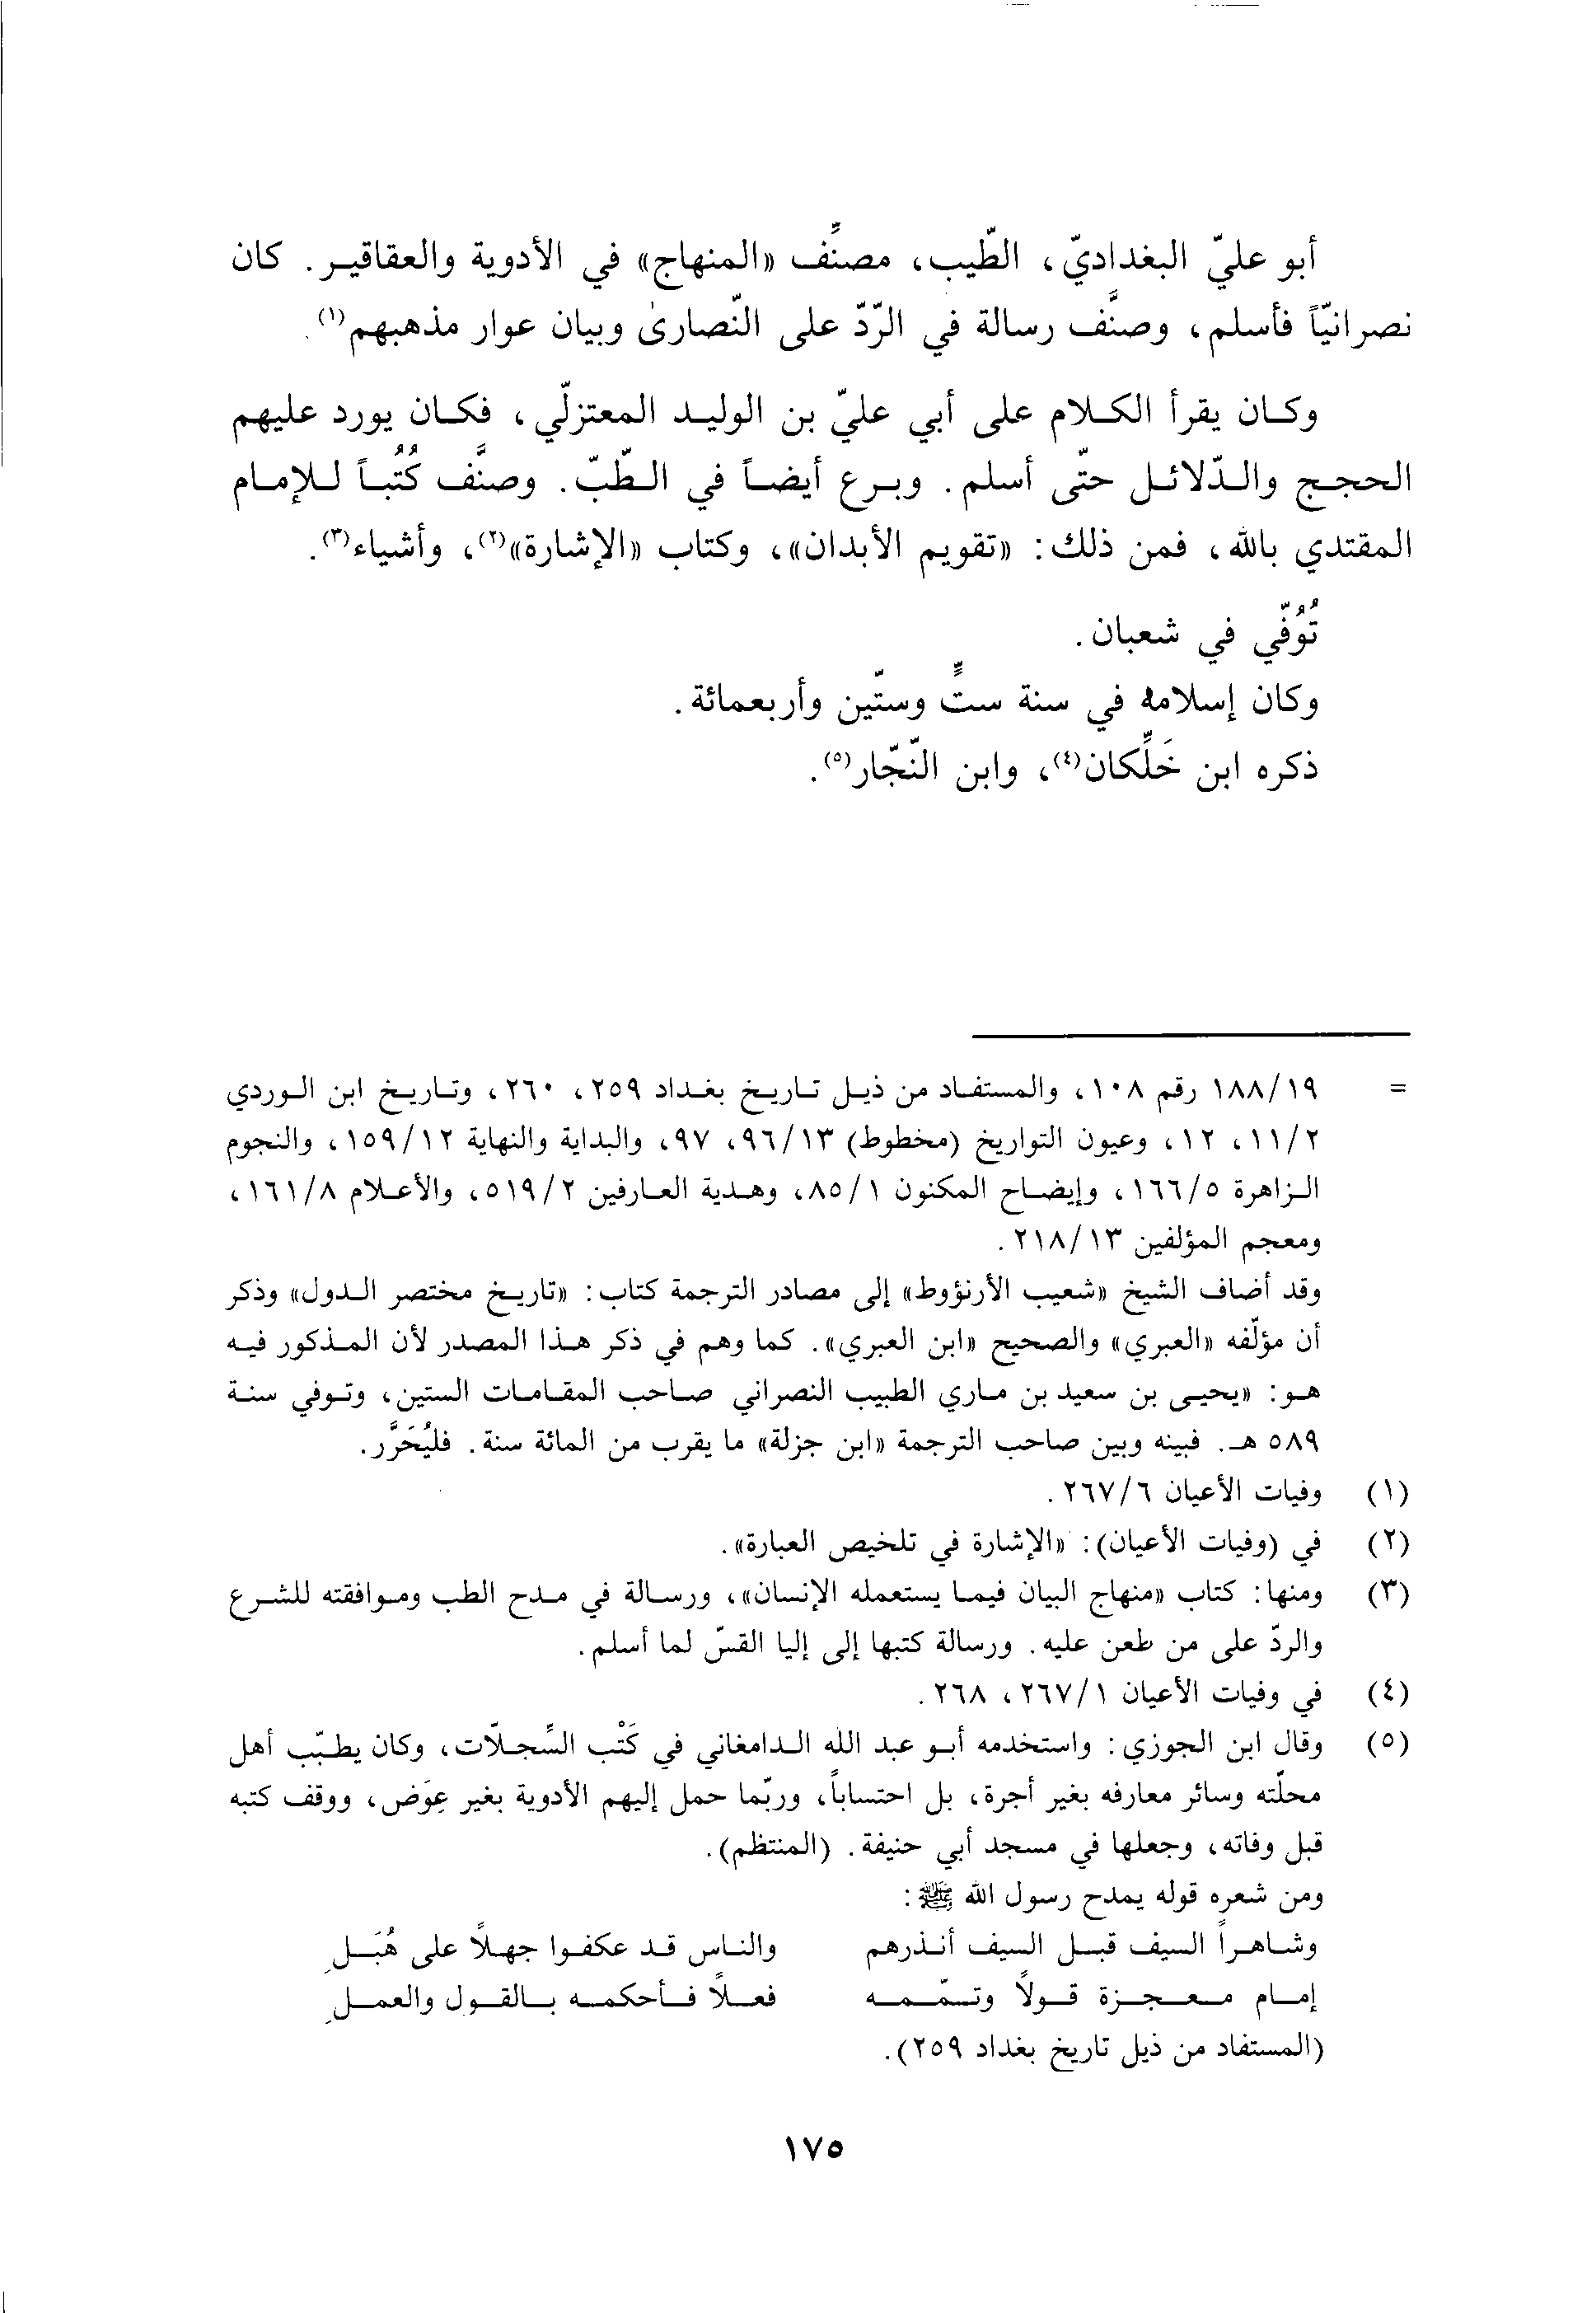 أبو عليّ البغداديّ، الطّيب، مصنِّف «المنهاج» في الأدوية والعقاقير. كان
نصرانيّاً فأسلم، وصنَّف رسالة في الرّدّ على النّصارىٰ وبيان عوار مذهبهم(١).
وكان يقرأ الكلام على أبي عليّ بن الوليد المعتزلّي، فكان يورد عليهم
الحجج والدّلائل حتّى أسلم. وبرع أيضاً في الطّبّ. وصنَّف كُتُباً للإمام
المقتدي بالله، فمن ذلك: «تقويم الأبدان»، وكتاب «الإشارة»(٢)، وأشياء(٣).
تُوُفّي في شعبان.
وكان إسلامه في سنة ستٍّ وستّين وأربعمائة.
ذكره ابن خَلِّكان(٤)، وابن النّجّار(٥).
= ١٨٨/١٩ رقم ١٠٨، والمستفاد من ذيل تاريخ بغداد ٢٥٩، ٢٦٠، وتاريخ ابن الوردي
١١/٢، ١٢، وعيون التواريخ (مخطوط) ٩٦/١٣، ٩٧، والبداية والنهاية ١٥٩/١٢، والنجوم
الزاهرة ١٦٦/٥، وإيضاح المكنون ٨٥/١، وهدية العارفين ٥١٩/٢، والأعلام ١٦١/٨،
ومعجم المؤلفين ٢١٨/١٣.
وقد أضاف الشيخ «شعيب الأرنؤوط» إلى مصادر الترجمة كتاب: «تاريخ مختصر الدول» وذكر
أن مؤلّفه «العبري» والصحيح «ابن العبري». كما وهم في ذكر هذا المصدر لأن المذكور فيه
هو: «يحيى بن سعيد بن ماري الطبيب النصراني صاحب المقامات الستين، وتوفي سنة
٥٨٩ هـ. فبينه وبين صاحب الترجمة «ابن جزلة» ما يقرب من المائة سنة. فليُحَرَّر.
(١) وفيات الأعيان ٢٦٧/٦.
(٢) في (وفيات الأعيان): «الإشارة في تلخيص العبارة».
(٣) ومنها: كتاب «منهاج البيان فيما يستعمله الإنسان»، ورسالة في مدح الطب وموافقته للشرع
والردّ على من طعن عليه. ورسالة كتبها إلى إليا القسّ لما أسلم.
(٤) في وفيات الأعيان ٢٦٧/١، ٢٦٨.
(٥) وقال ابن الجوزي: واستخدمه أبو عبد الله الدامغاني في كَتْب السِّجلّات، وكان يطبّب أهل
محلّته وسائر معارفه بغير أجرة، بل احتساباً، وربّما حمل إليهم الأدوية بغير عِوَض، ووقف كتبه
قبل وفاته، وجعلها في مسجد أبي حنيفة. (المنتظم).
ومن شعره قوله يمدح رسول الله ﷺ:
وشاهراً السيف قبل السيف أنذرهم والناس قد عكفوا جهلاً على هُبَلِ
إمام معجزة قولاً وتمّمه فعلاً فأحكمه بالقول والعملِ
(المستفاد من ذيل تاريخ بغداد ٢٥٩).
١٧٥